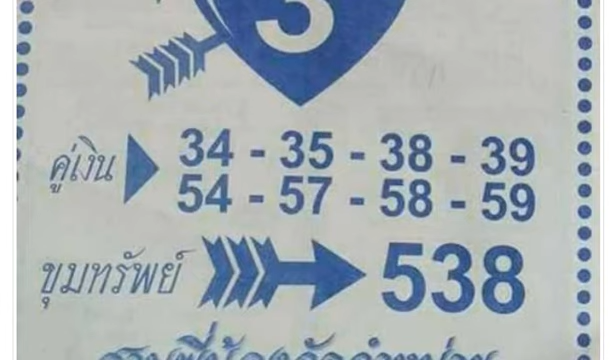 3
คู่เงิน 34 - 35 - 38 - 39
54 - 57 - 58 - 59
ขุมทรัพย์ 538